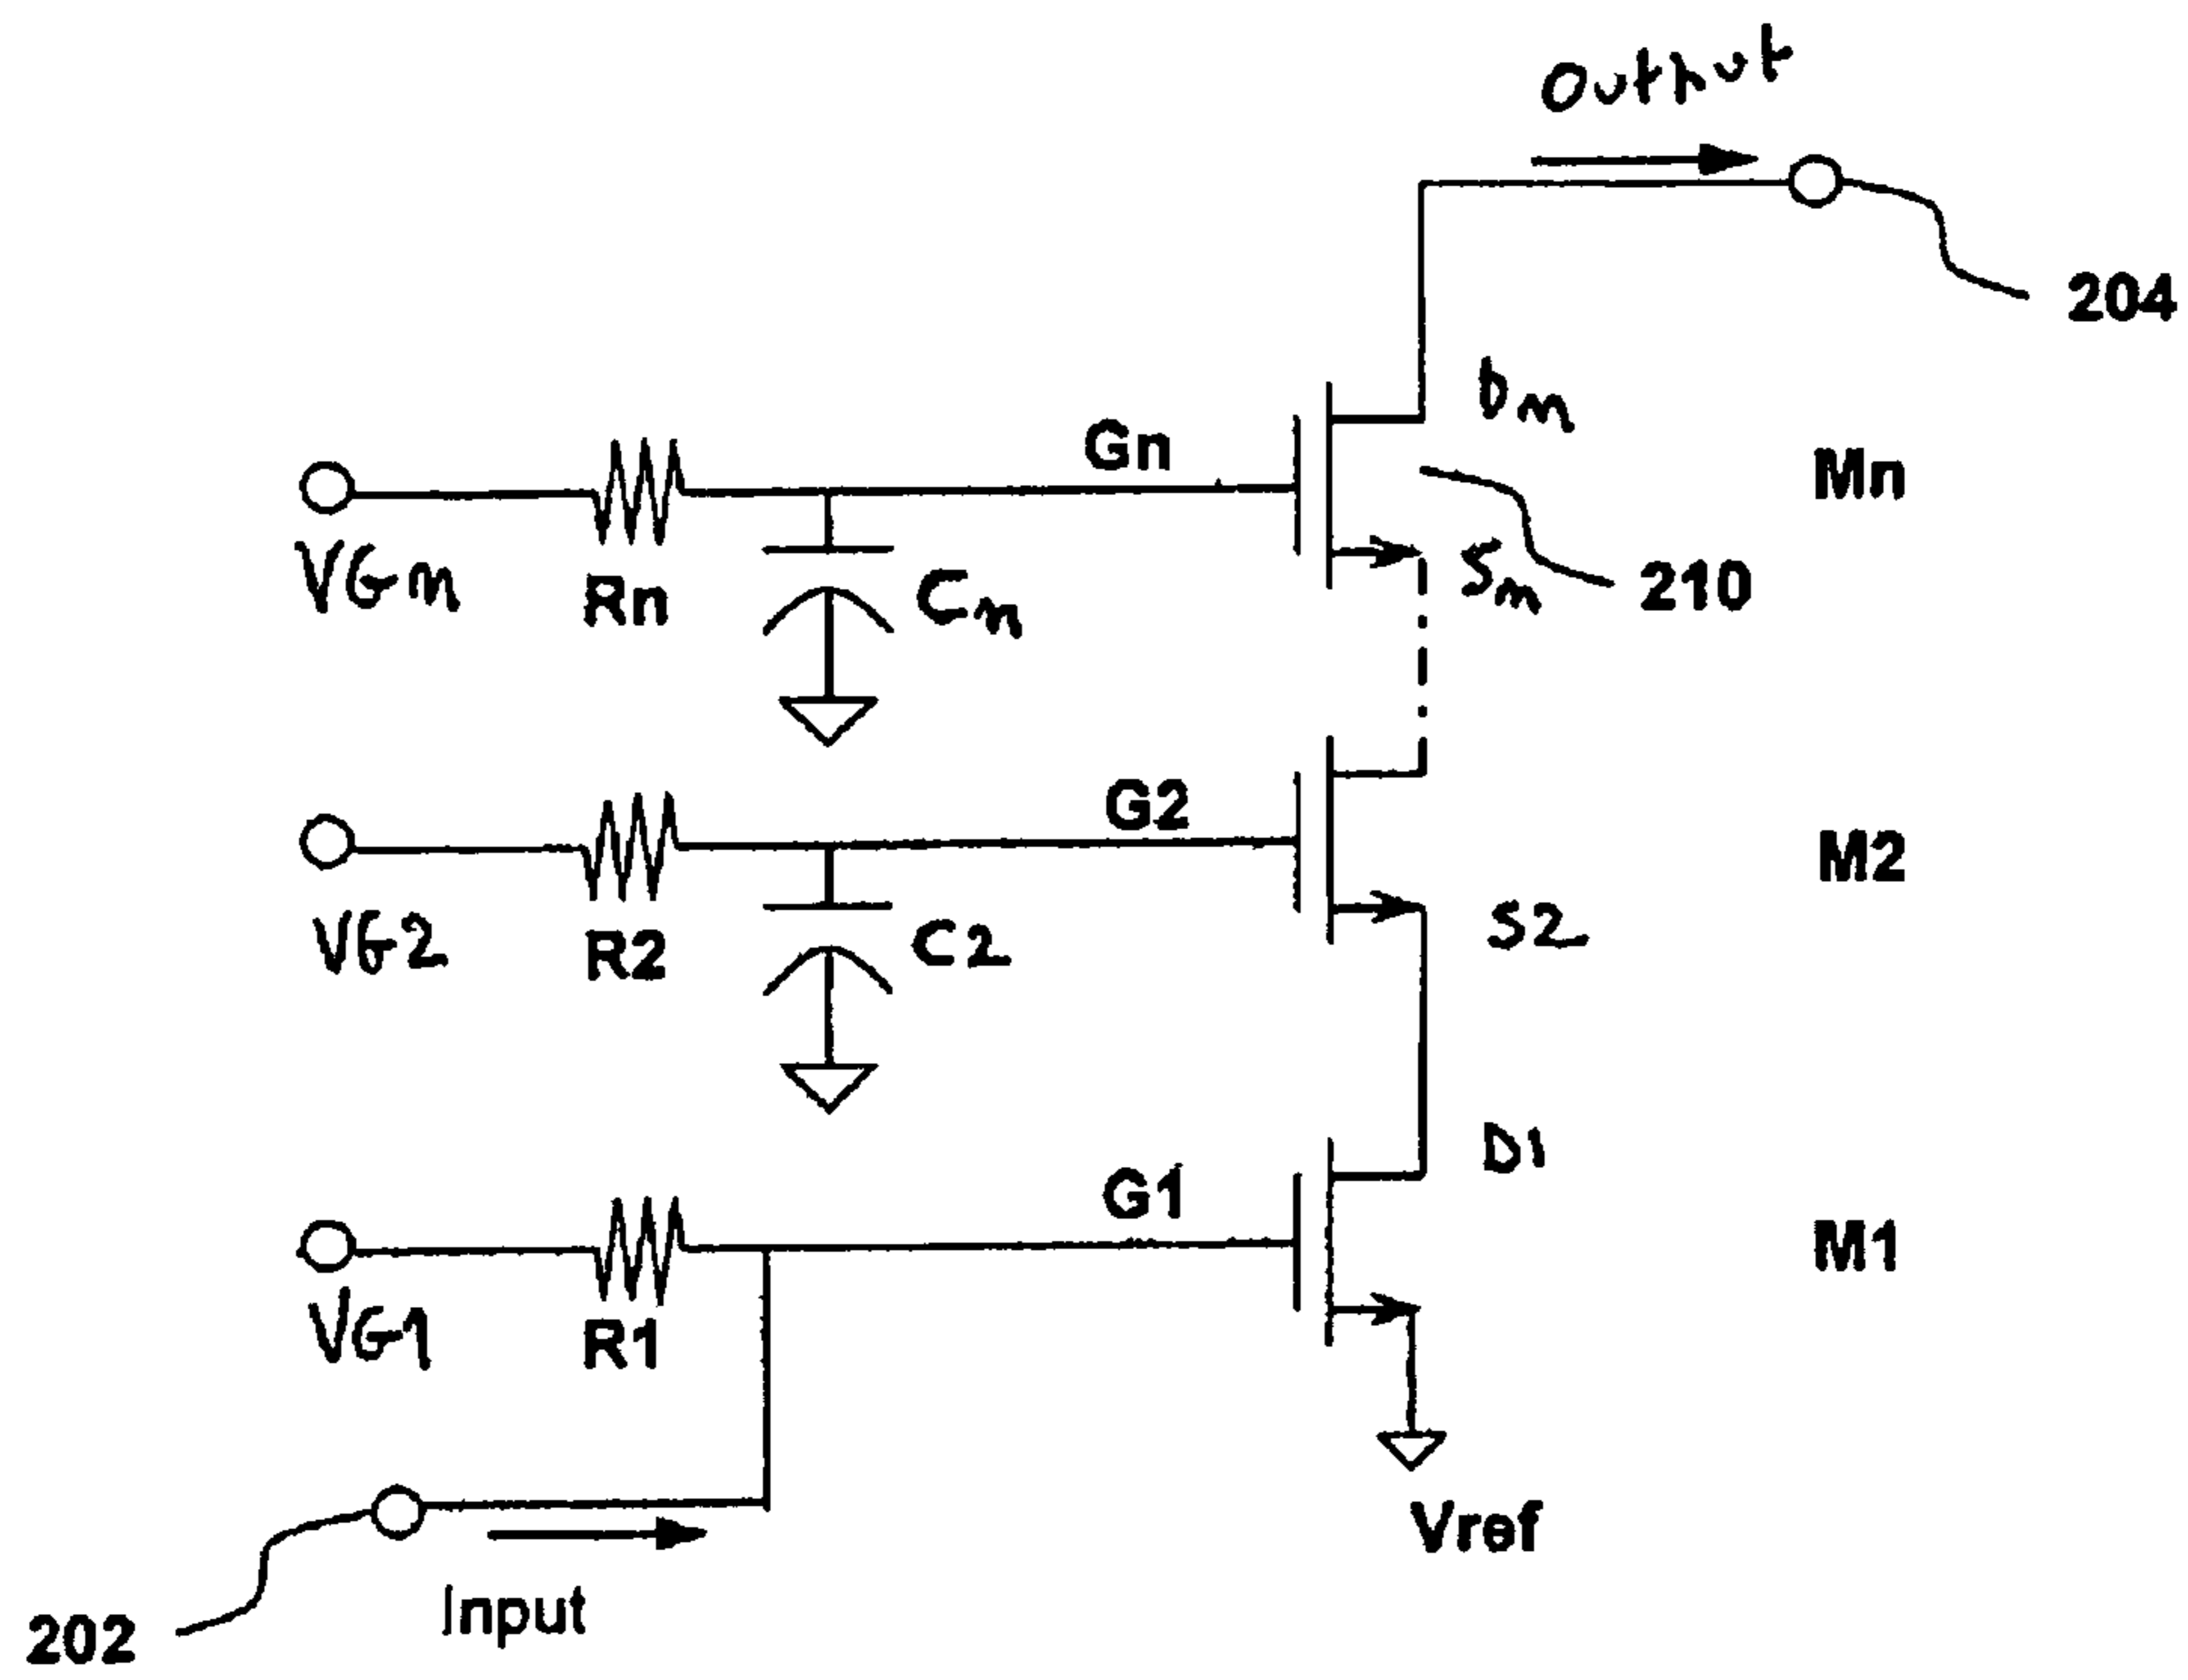 Output
204
Dn
Gn
Mn
VGn
Rn
Cn
Sn
210
G2
M2
VG2
R2
C2
S2
D1
G1
M1
VG1
R1
Vref
Input
202